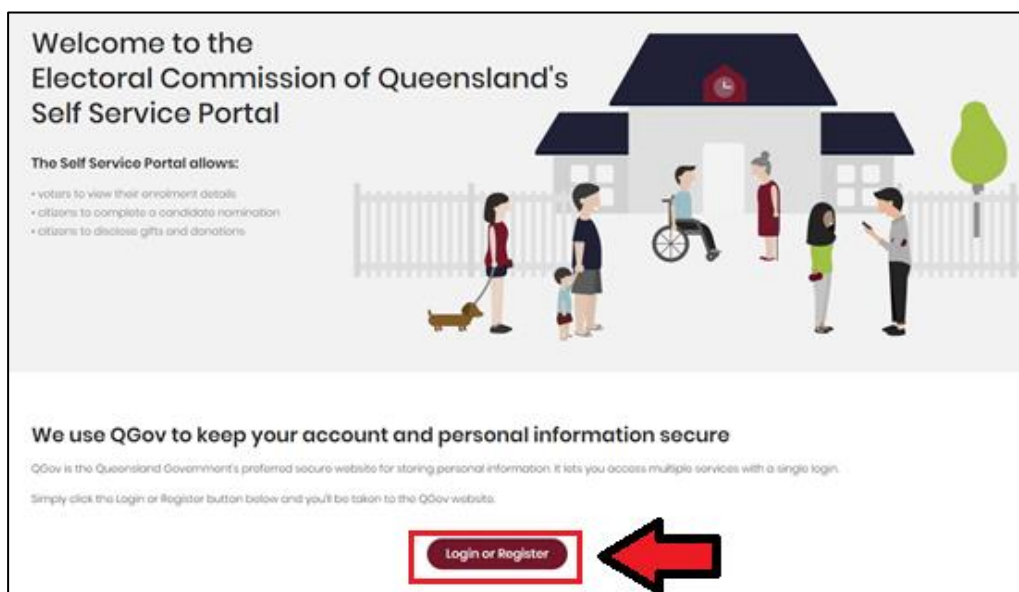 Welcome to the
Electoral Commission of Queensland's
Self Service Portal
The Self Service Portal allows:
• voters to view their enrolment details
• citizens to complete a candidate nomination
• citizens to disclose gifts and donations
We use QGov to keep your account and personal information secure
QGov is the Queensland Government's preferred secure website for storing personal information. It lets you access multiple services with a single login.
Simply click the Login or Register button below and you'll be taken to the QGov website.
Login or Register